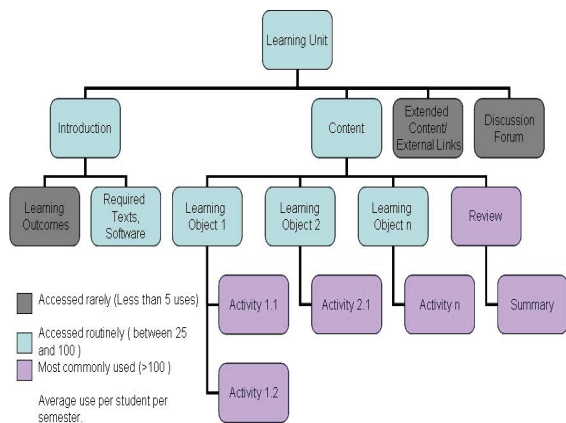 Learning Unit
Introduction
Content
Extended
Content/
External Links
Discussion
Forum
Learning
Outcomes
Required
Texts,
Software
Learning
Object 1
Learning
Object 2
Learning
Object n
Review
Activity 1.1
Activity 2.1
Activity n
Summary
Activity 1.2
Accessed rarely (Less than 5 uses)
Accessed routinely ( between 25
and 100 )
Most commonly used (>100 )
Average use per student per
semester.